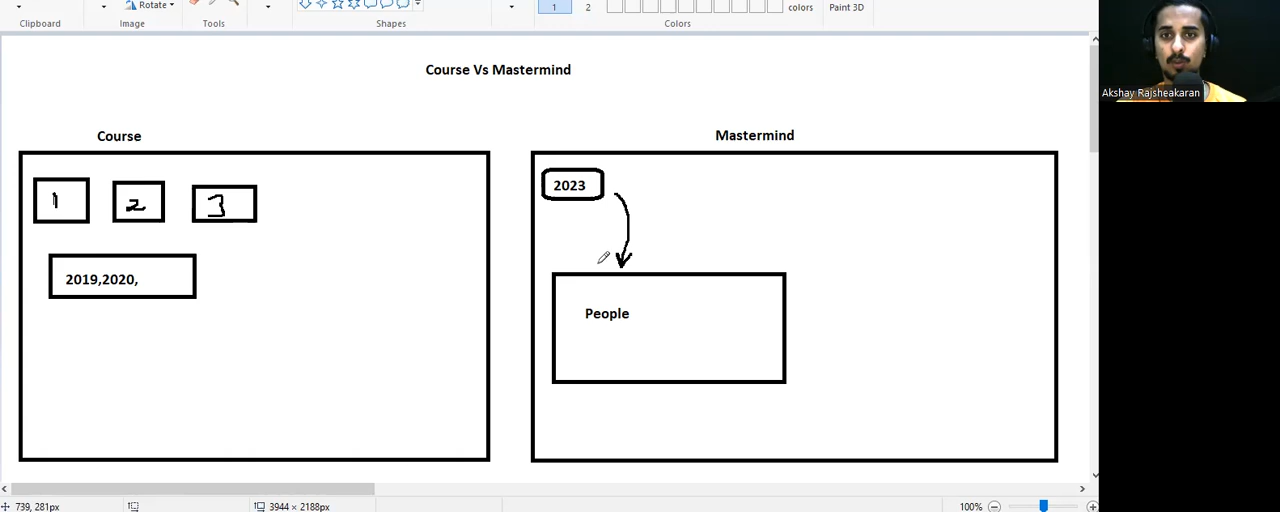 Rotate
Clipboard
Image
Tools
Shapes
1
2
colors
Paint 3D
Colors
Akshay Rajsheakaran
Course Vs Mastermind
Course
1
2
3
2019,2020,
Mastermind
2023
People
739, 281px
3944 × 2188px
100%